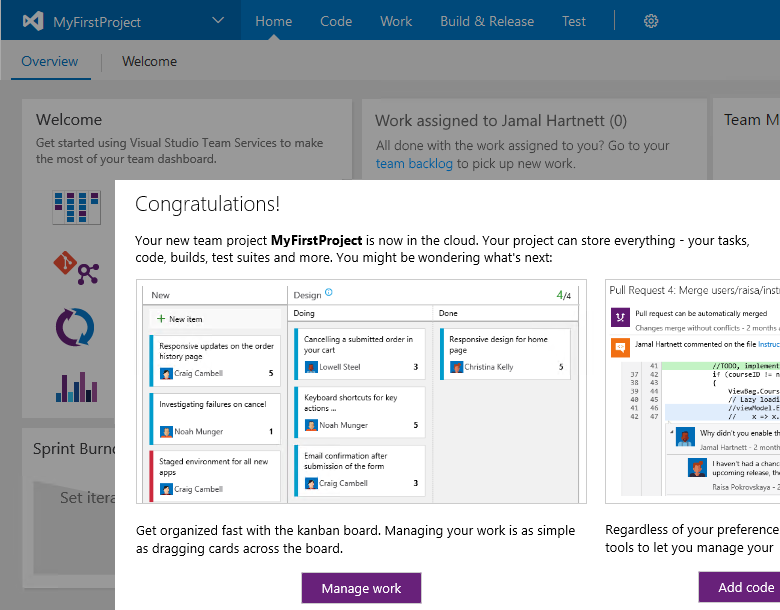 MyFirstProject
Home Code Work Build & Release Test
Overview Welcome
Welcome
Get started using Visual Studio Team Services to make
the most of your team dashboard.
Work assigned to Jamal Hartnett (0)
All done with the work assigned to you? Go to your
team backlog to pick up new work.
Team M
Sprint Burn
Set itera
Congratulations!
Your new team project MyFirstProject is now in the cloud. Your project can store everything - your tasks,
code, builds, test suites and more. You might be wondering what's next:
New
+ New item
Responsive updates on the order
history page
Craig Cambell 5
Investigating failures on cancel
Noah Munger 1
Staged environment for all new
apps
Craig Cambell
Design 4/4
Doing
Cancelling a submitted order in
your cart
Lowell Steel 3
Keyboard shortcuts for key
actions ...
Noah Munger 5
Email confirmation after
submission of the form
Craig Cambell 3
Done
Responsive design for home
page
Christina Kelly 5
Get organized fast with the kanban board. Managing your work is as simple
as dragging cards across the board.
Manage work
Pull Request 4: Merge users/raisa/inst
Pull request can be automatically merged
Changes merge without conflicts - 2 months
Jamal Hartnett commented on the file Instruc
41 //TODO, implement
37 42 if (courseID != n
38 43 {
39 44 ViewBag.Cours
40 45 // Lazy loadi
41 46 //viewModel.E
42 47 // x => x.
Why didn't you enable th
Jamal Hartnett - 2 month
I haven't had a chanc
upcoming release, th
Raisa Pokrovskaya - 2
Regardless of your preference
tools to let you manage your
Add code